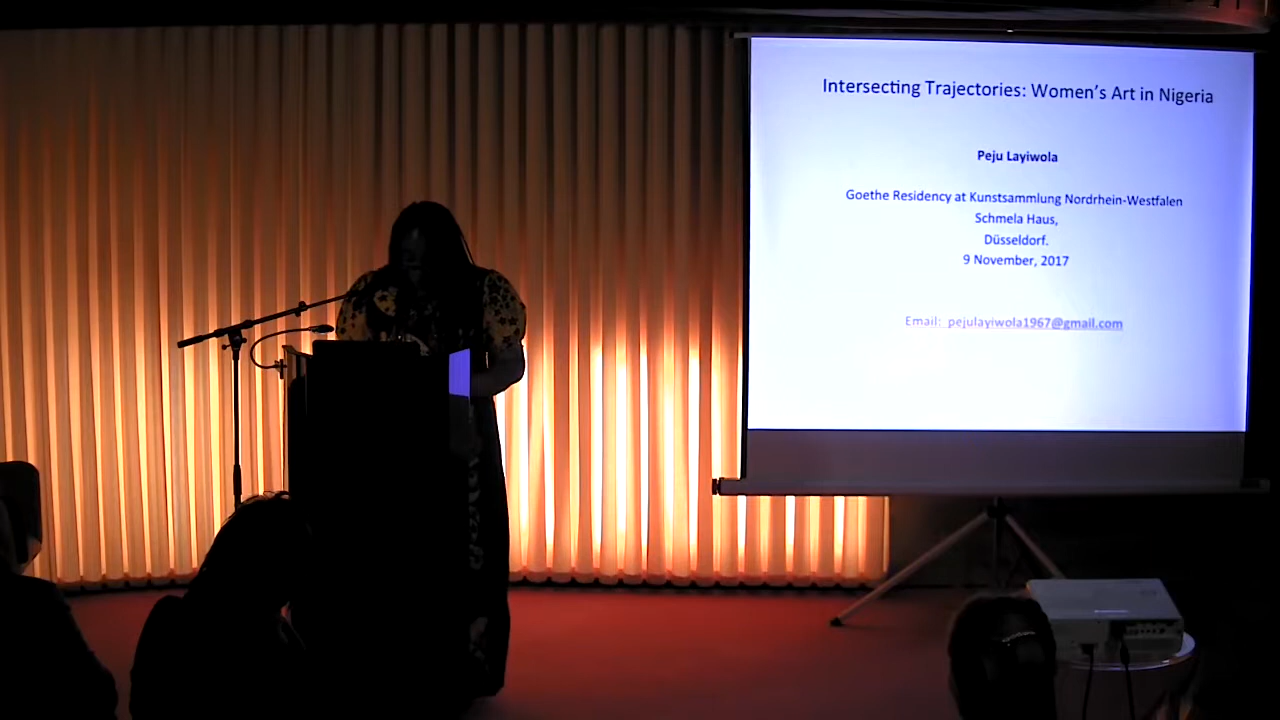 Intersecting Trajectories: Women's Art in Nigeria
Peju Layiwola
Goethe Residency at Kunstsammlung Nordrhein-Westfalen
Schmela Haus,
Düsseldorf.
9 November, 2017
Email: pejulayiwola1967@gmail.com